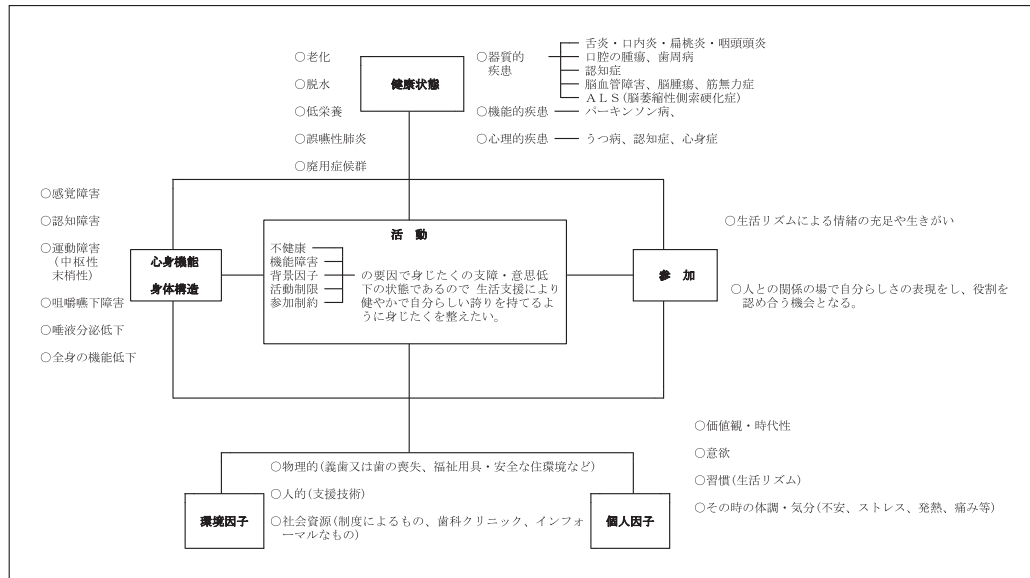 ○老化
○脱水
○低栄養
○誤嚥性肺炎
○廃用症候群
健康状態
○器質的
疾患
舌炎・口内炎・扁桃炎・咽頭頭炎
口腔の腫瘍、歯周病
認知症
脳血管障害、脳腫瘍、筋無力症
ALS(脳萎縮性側索硬化症)
○機能的疾患
パーキンソン病、
○心理的疾患
うつ病、認知症、心身症
○感覚障害
○認知障害
○運動障害
(中枢性
末梢性)
○咀嚼嚥下障害
○唾液分泌低下
○全身の機能低下
心身機能
身体構造
活 動
不健康
機能障害
背景因子
活動制限
参加制約
の要因で身じたくの支障・意思低
下の状態であるので 生活支援により
健やかで自分らしい誇りを持てるよ
うに身じたくを整えたい。
参 加
○生活リズムによる情緒の充足や生きがい
○人との関係の場で自分らしさの表現をし、役割を
認め合う機会となる。
環境因子
○物理的(義歯又は歯の喪失、福祉用具・安全な住環境など)
○人的(支援技術)
○社会資源(制度によるもの、歯科クリニック、インフォ
ーマルなもの)
個人因子
○価値観・時代性
○意欲
○習慣(生活リズム)
○その時の体調・気分(不安、ストレス、発熱、痛み等)